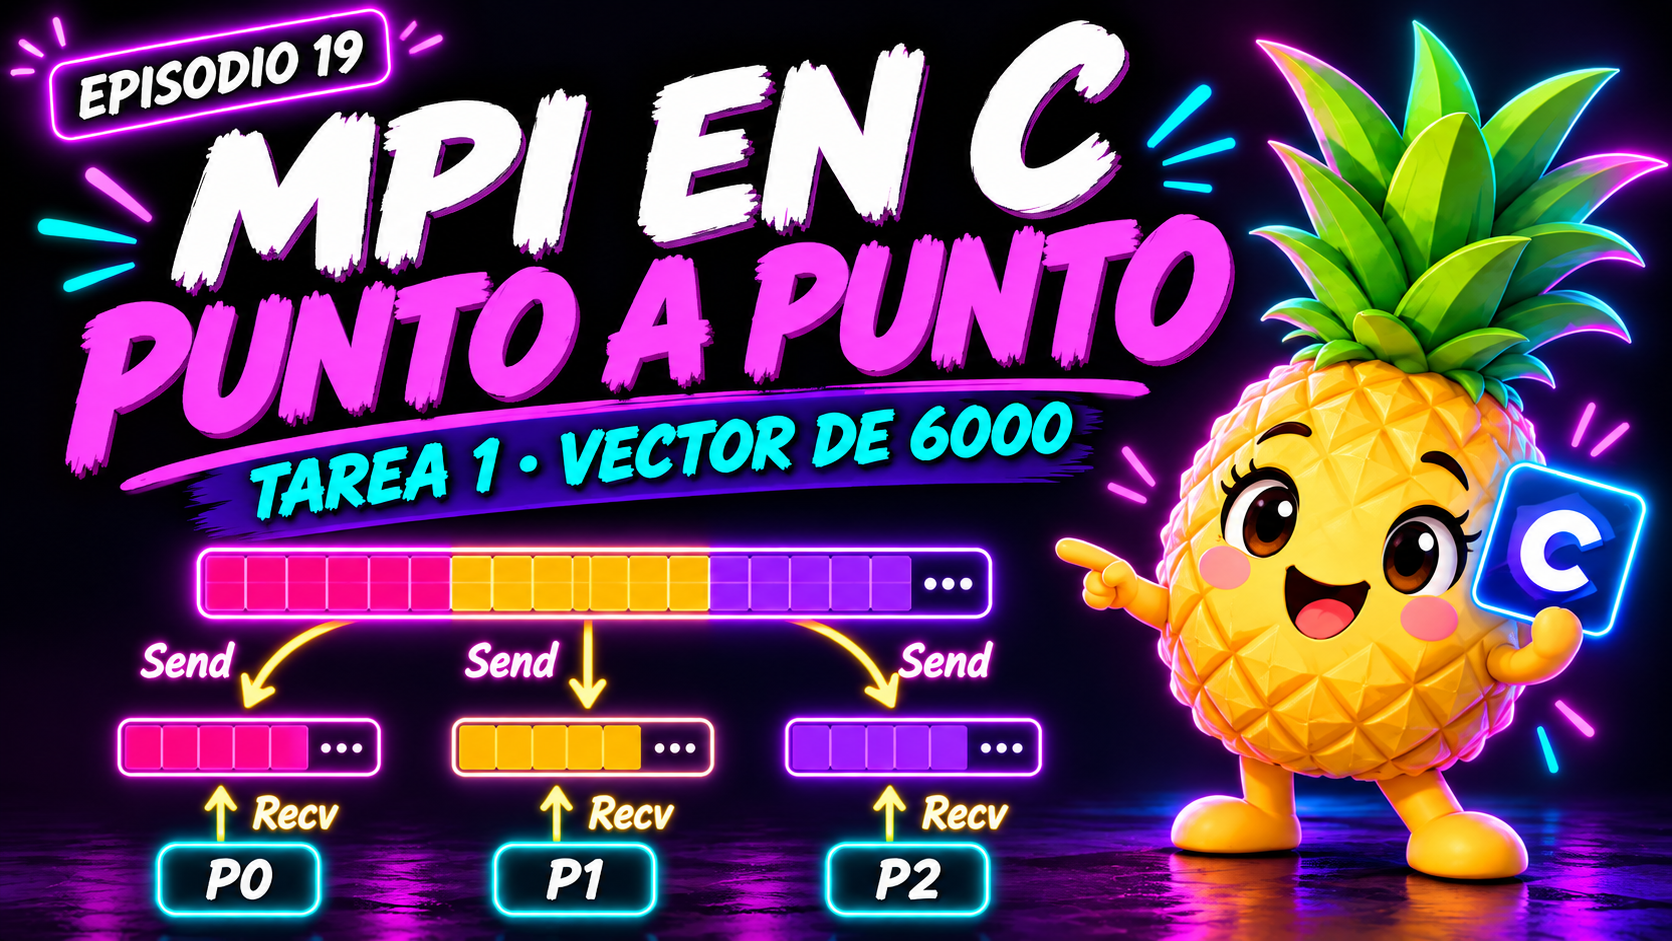 EPISODIO 19
MPI EN C
PUNTO A PUNTO
TAREA 1 • VECTOR DE 6000
C
•••
Send Send Send
••• ••• •••
Recv Recv Recv
P0 P1 P2